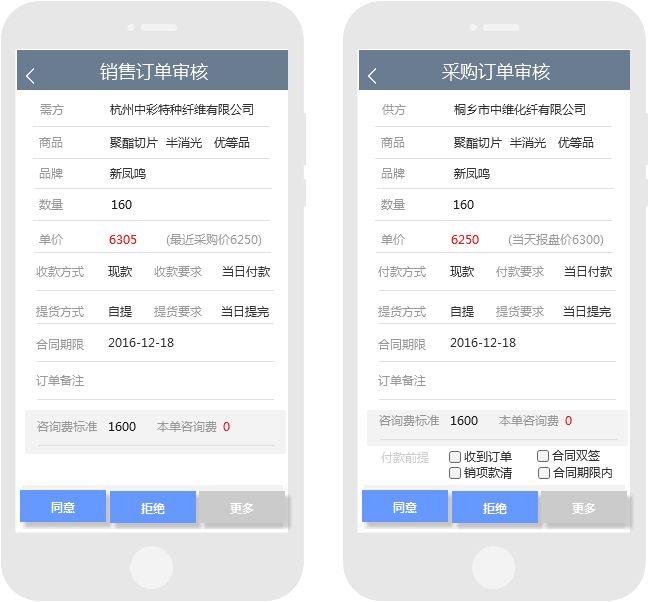 销售订单审核
需方 杭州中彩特种纤维有限公司
商品 聚酯切片 半消光 优等品
品牌 新凤鸣
数量 160
单价 6305 (最近采购价6250)
收款方式 现款 收款要求 当日付款
提货方式 自提 提货要求 当日提完
合同期限 2016-12-18
订单备注
咨询费标准 1600 本单咨询费 0
同意 拒绝 更多
采购订单审核
供方 桐乡市中维化纤有限公司
商品 聚酯切片 半消光 优等品
品牌 新凤鸣
数量 160
单价 6250 (当天报盘价6300)
付款方式 现款 付款要求 当日付款
提货方式 自提 提货要求 当日提完
合同期限 2016-12-18
订单备注
咨询费标准 1600 本单咨询费 0
付款前提 收到订单 合同双签
销项款清 合同期限内
同意 拒绝 更多